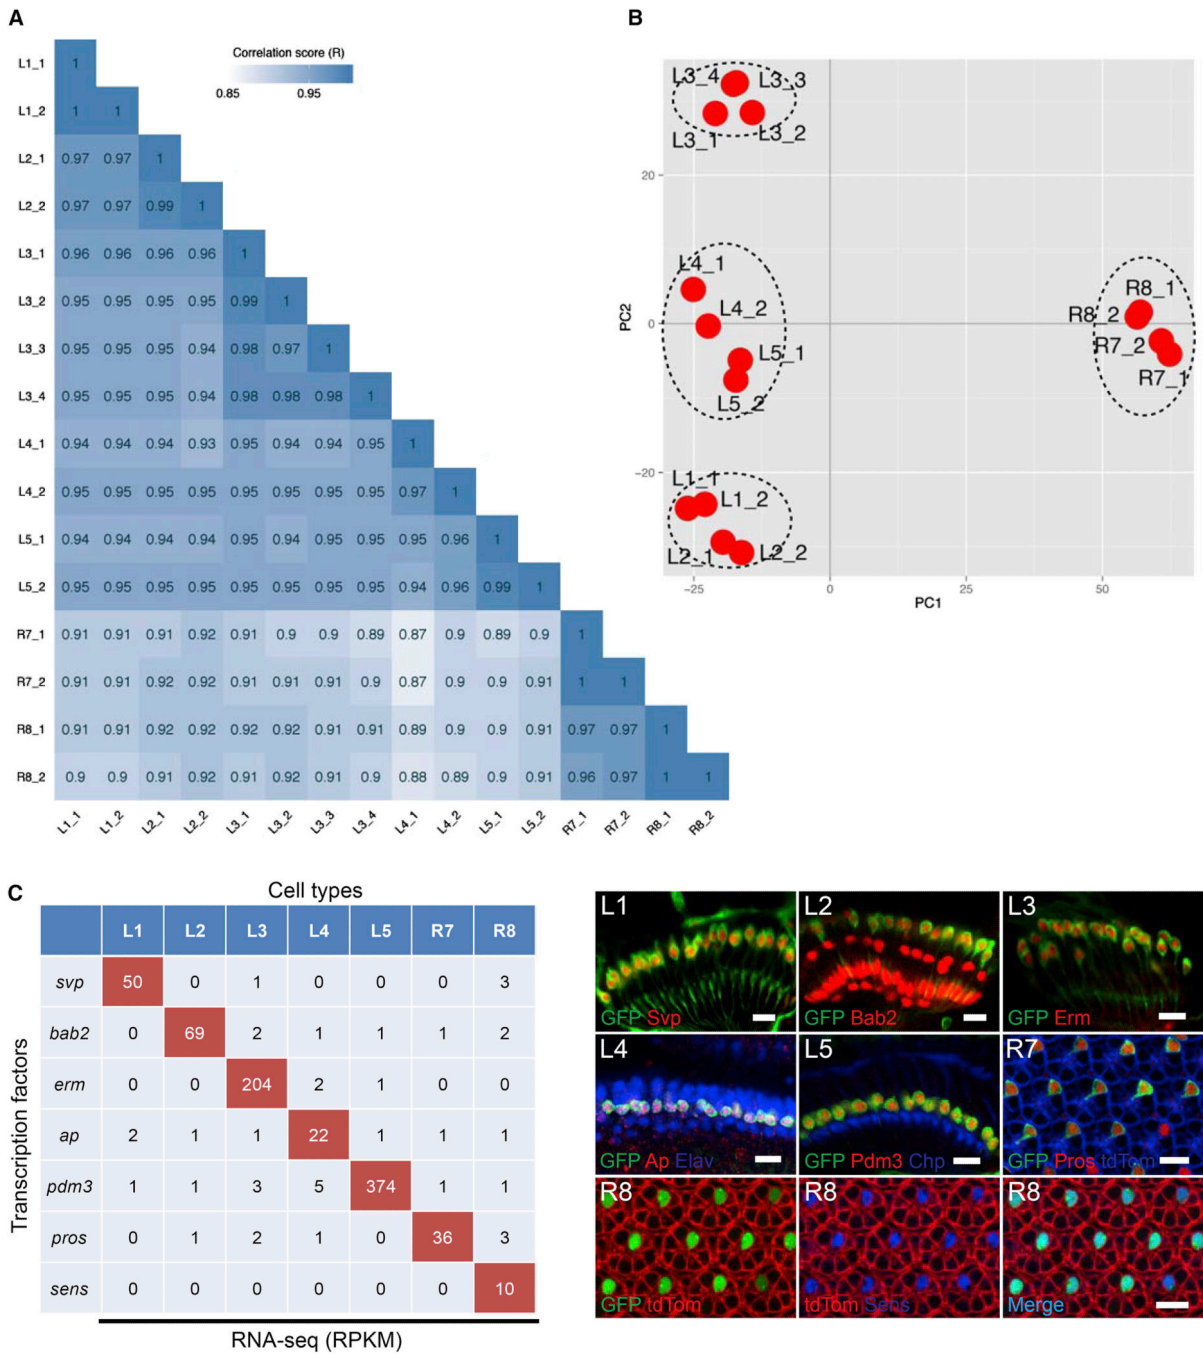 A
Correlation score (R)
0.85 0.95
L1_1 1
L1_2 1 1
L2_1 0.97 0.97 1
L2_2 0.97 0.97 0.99 1
L3_1 0.96 0.96 0.96 0.96 1
L3_2 0.95 0.95 0.95 0.95 0.99 1
L3_3 0.95 0.95 0.95 0.94 0.98 0.97 1
L3_4 0.95 0.95 0.95 0.94 0.98 0.98 0.98 1
L4_1 0.94 0.94 0.94 0.93 0.95 0.94 0.94 0.95 1
L4_2 0.95 0.95 0.95 0.95 0.95 0.95 0.95 0.95 0.97 1
L5_1 0.94 0.94 0.94 0.94 0.95 0.94 0.95 0.95 0.95 0.96 1
L5_2 0.95 0.95 0.95 0.95 0.95 0.95 0.95 0.95 0.94 0.96 0.99 1
R7_1 0.91 0.91 0.91 0.92 0.91 0.9 0.9 0.89 0.87 0.9 0.89 0.9 1
R7_2 0.91 0.91 0.92 0.92 0.91 0.91 0.91 0.9 0.87 0.9 0.9 0.91 1 1
R8_1 0.91 0.91 0.92 0.92 0.92 0.92 0.91 0.91 0.89 0.9 0.9 0.91 0.97 0.97 1
R8_2 0.9 0.9 0.91 0.92 0.91 0.92 0.91 0.9 0.88 0.89 0.9 0.91 0.96 0.97 1 1
L1_1 L1_2 L2_1 L2_2 L3_1 L3_2 L3_3 L3_4 L4_1 L4_2 L5_1 L5_2 R7_1 R7_2 R8_1 R8_2
B
L3_4 L3_3
L3_1 L3_2
20
L4_1
L4_2
R8_1
R8_2
0
R7_2
R7_1
L5_1
L5_2
PC2
-20
L1_1
L1_2
L2_1 L2_2
-25 0 25 50
PC1
C
Cell types
L1 L2 L3 L4 L5 R7 R8
svp 50 0 1 0 0 0 3
bab2 0 69 2 1 1 1 2
erm 0 0 204 2 1 0 0
ap 2 1 1 22 1 1 1
pdm3 1 1 3 5 374 1 1
pros 0 1 2 1 0 36 3
sens 0 0 0 0 0 0 10
Transcription factors
RNA-seq (RPKM)
L1
GFP Svp
L2
GFP Bab2
L3
GFP Erm
L4
GFP Ap Elav
L5
GFP Pdm3 Chp
R7
GFP Pros tdTom
R8
GFP tdTom
R8
tdTom Sens
R8
Merge